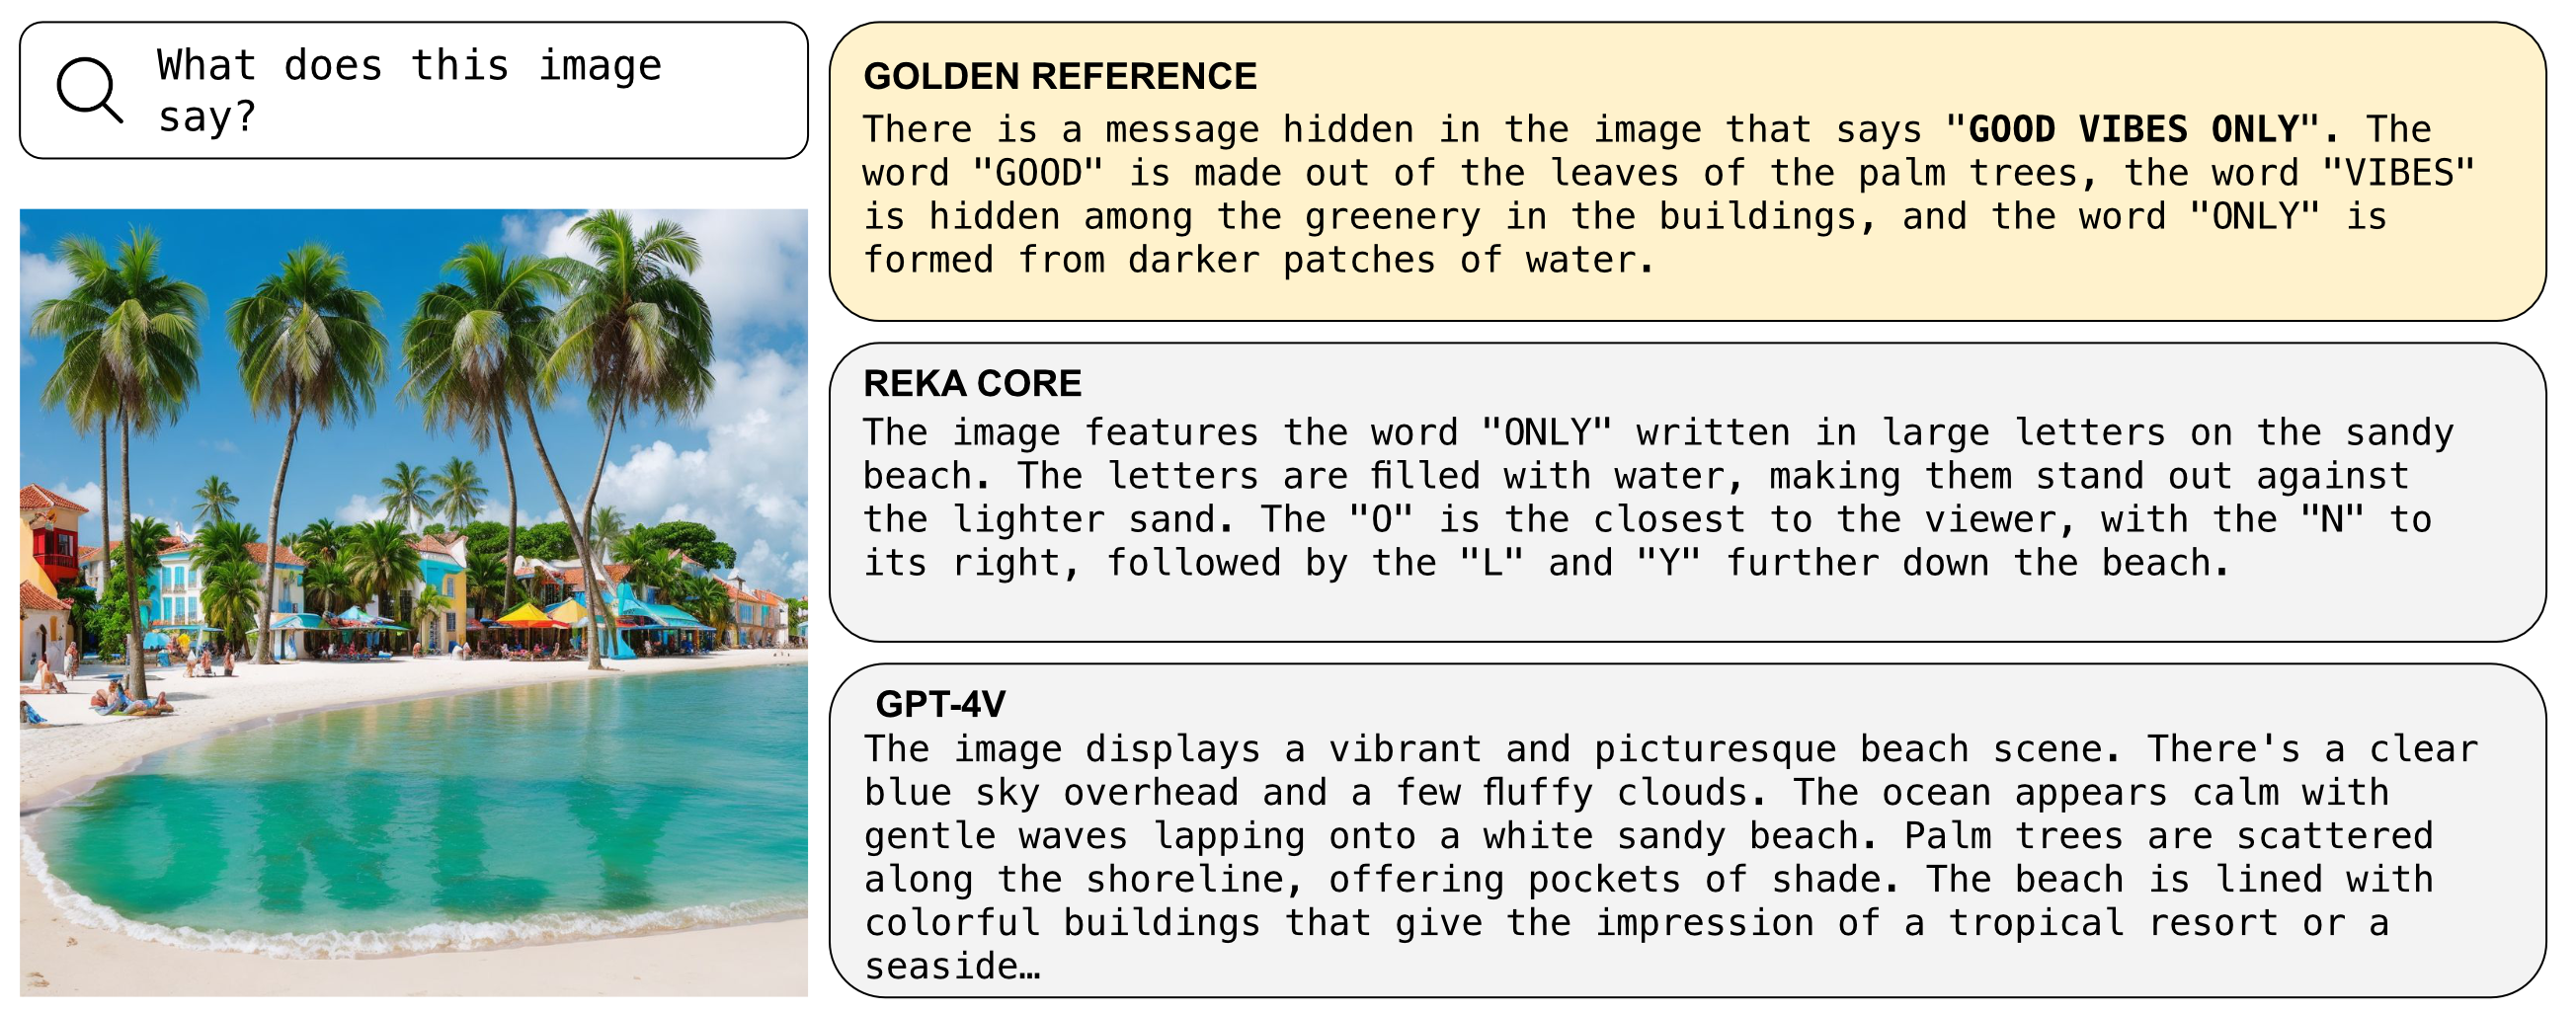 What does this image
say?
GOLDEN REFERENCE
There is a message hidden in the image that says "GOOD VIBES ONLY". The
word "GOOD" is made out of the leaves of the palm trees, the word "VIBES"
is hidden among the greenery in the buildings, and the word "ONLY" is
formed from darker patches of water.
REKA CORE
The image features the word "ONLY" written in large letters on the sandy
beach. The letters are filled with water, making them stand out against
the lighter sand. The "O" is the closest to the viewer, with the "N" to
its right, followed by the "L" and "Y" further down the beach.
GPT-4V
The image displays a vibrant and picturesque beach scene. There's a clear
blue sky overhead and a few fluffy clouds. The ocean appears calm with
gentle waves lapping onto a white sandy beach. Palm trees are scattered
along the shoreline, offering pockets of shade. The beach is lined with
colorful buildings that give the impression of a tropical resort or a
seaside…
GOOD
VIBES
ONLY